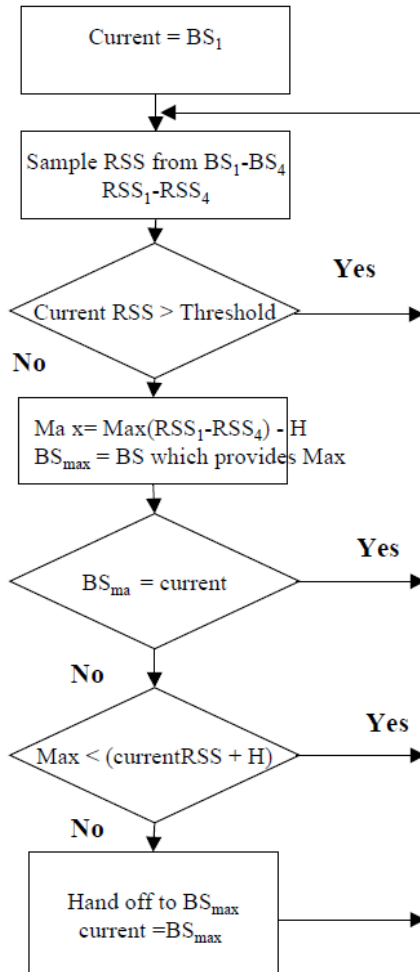 Current = BS₁
Sample RSS from BS₁-BS₄
RSS₁-RSS₄
Yes
Current RSS > Threshold
No
Ma x= Max(RSS₁-RSS₄) - H
BSₘₐₓ = BS which provides Max
Yes
BSₘₐ = current
No
Yes
Max < (currentRSS + H)
No
Hand off to BSₘₐₓ
current =BSₘₐₓ